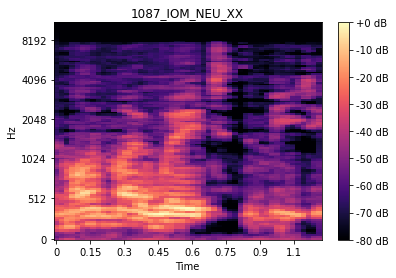 1087_IOM_NEU_XX
+0 dB
8192
-10 dB
4096
-20 dB
-30 dB
2048
Hz
-40 dB
1024
-50 dB
512
-60 dB
-70 dB
0
-80 dB
0 0.15 0.3 0.45 0.6 0.75 0.9 1.1
Time